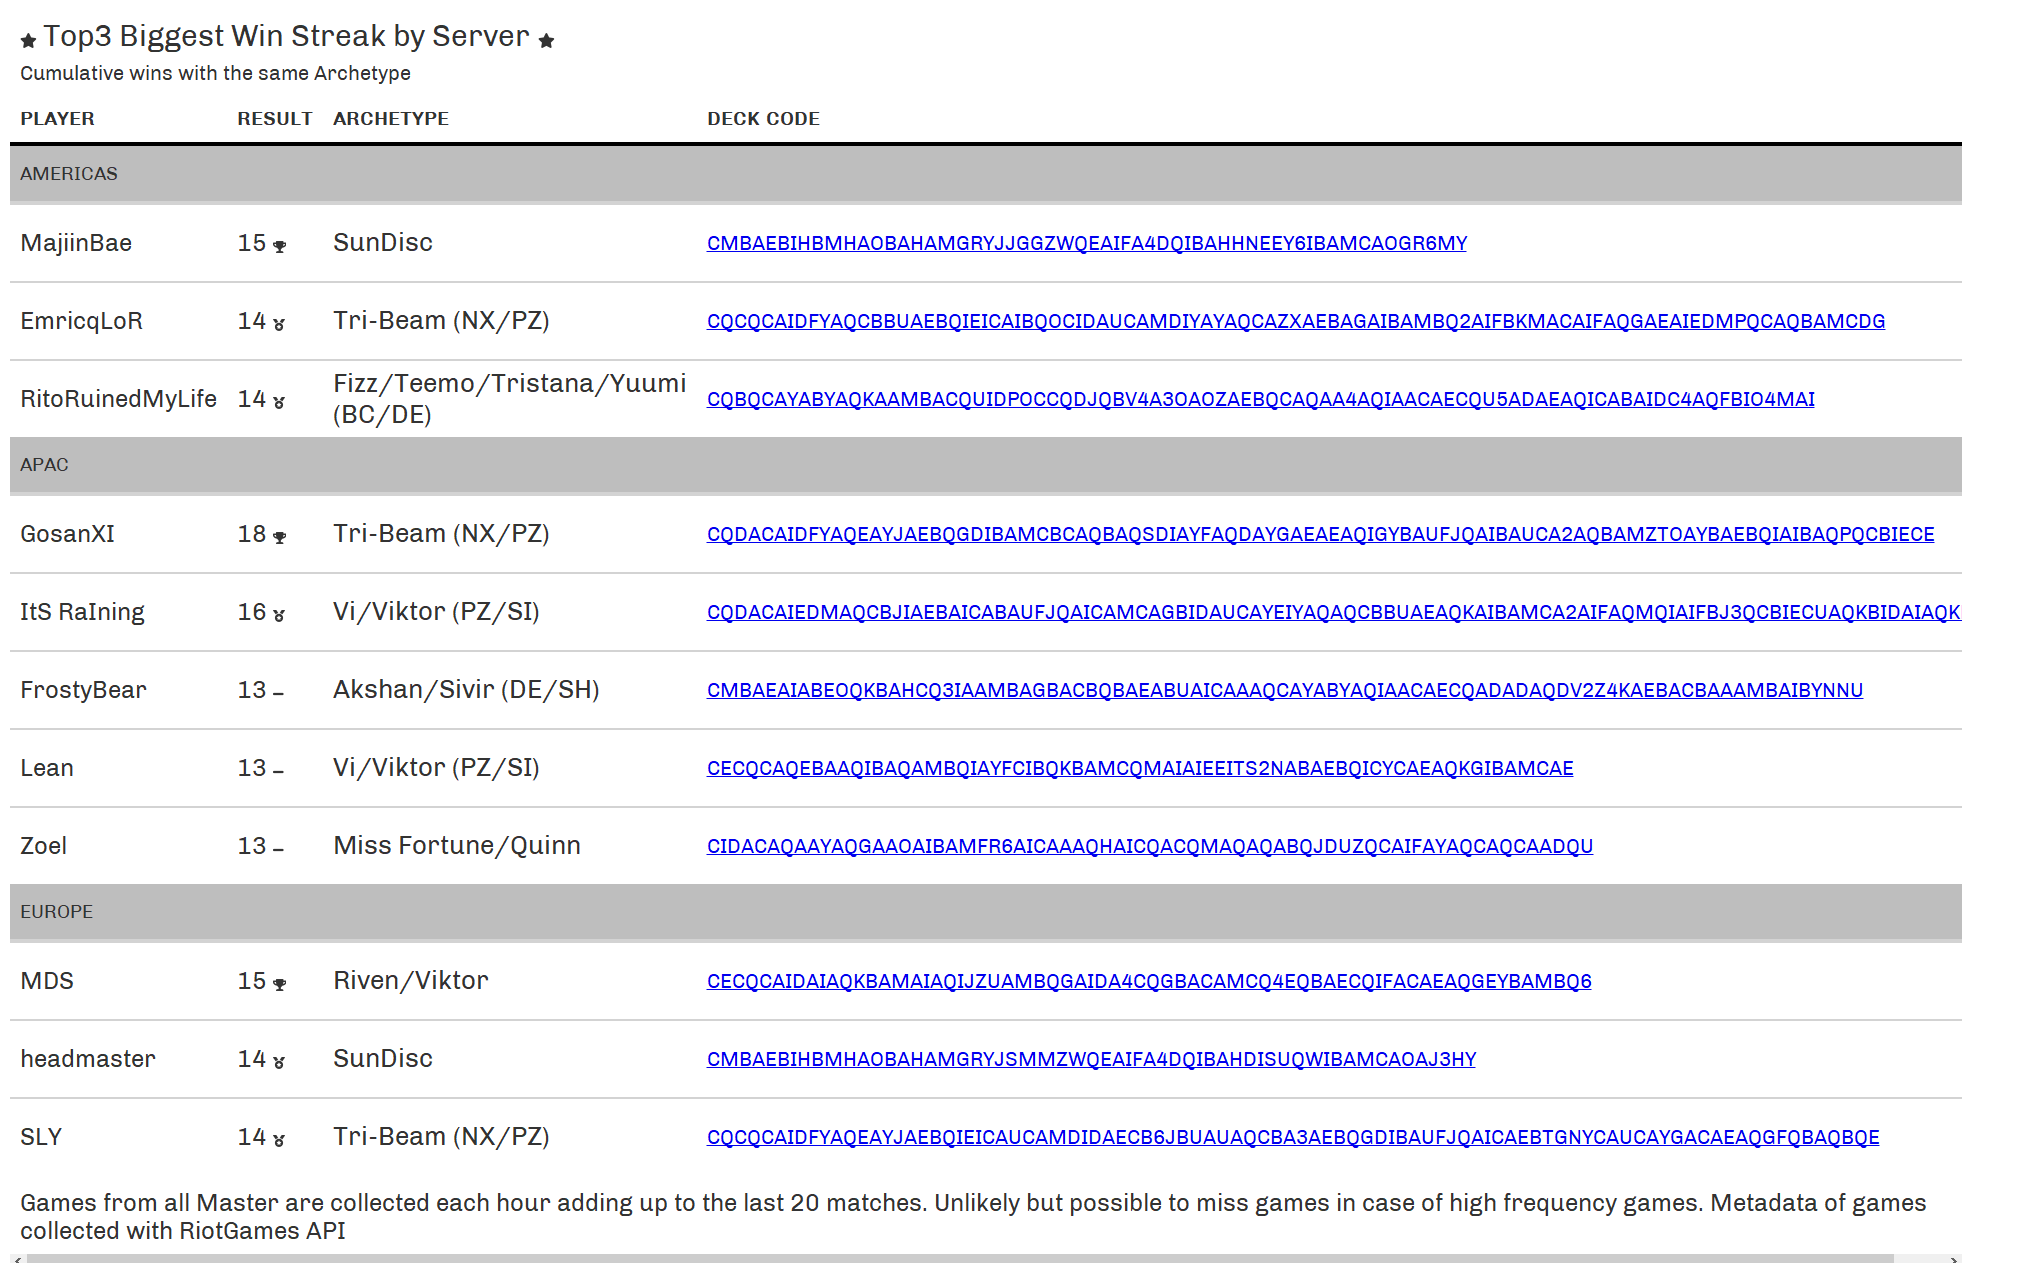 ★ Top3 Biggest Win Streak by Server ★
Cumulative wins with the same Archetype
PLAYER RESULT ARCHETYPE DECK CODE
AMERICAS
MajiinBae 15 SunDisc CMBAEBIHBMHAOBAHAMGRYJJGGZWQEAIFA4DQIBAHHNEEY6IBAMCAOGR6MY
EmricqLoR 14 Tri-Beam (NX/PZ) CQCQCAIDFYAQCBBUAEBQIEICAIBQOCIDAUCAMDIYAYAQCAZXAEBAGAIBAMBQ2AIFBKMACAIFAQGAEAIEDMPQCAQBAMCDG
RitoRuinedMyLife 14 Fizz/Teemo/Tristana/Yuumi (BC/DE) CQBQCAYABYAQKAAMBACQUIDPOCCQDJQBV4A3OAOZAEBQCAQAA4AQIAACAECQU5ADAEAQICABAIDC4AQFBIO4MAI
APAC
GosanXI 18 Tri-Beam (NX/PZ) CQDACAIDFYAQEAYJAEBQGDIBAMCBCAQBAQSDIAYFAQDAYGAEAEAQIGYBAUFJQAIBAUCA2AQBAMZTOAYBAEBQIAIBAQPQCBIECE
ItS RaIning 16 Vi/Viktor (PZ/SI) CQDACAIEDMAQCBJIAEBAICABAUFJQAICAMCAGBIDAUCAYEIYAQAQCBBUAEAQKAIBAMCA2AIFAQMQIAIFBJ3QCBIECUAQKBIDAIAQK
FrostyBear 13 – Akshan/Sivir (DE/SH) CMBAEAIABEOQKBAHCQ3IAAMBAGBACBQBAEABUAICAAAQCAYABYAQIAACAECQADADAQDV2Z4KAEBACBAAAMBAIBYNNU
Lean 13 – Vi/Viktor (PZ/SI) CECQCAQEBAAQIBAQAMBQIAYFCIBQKBAMCQMAIAIEEITS2NABAEBQICYCAEAQKGIBAMCAE
Zoel 13 – Miss Fortune/Quinn CIDACAQAAYAQGAAOAIBAMFR6AICAAAQHAICQACQMAQAQABQJDUZQCAIFAYAQCAQCAADQU
EUROPE
MDS 15 Riven/Viktor CECQCAIDAIAQKBAMAIAQIJZUAMBQGAIDA4CQGBACAMCQ4EQBAECQIFACAEAQGEYBAMBQ6
headmaster 14 SunDisc CMBAEBIHBMHAOBAHAMGRYJSMMZWQEAIFA4DQIBAHDISUQWIBAMCAOAJ3HY
SLY 14 Tri-Beam (NX/PZ) CQCQCAIDFYAQEAYJAEBQIEICAUCAMDIDAECB6JBUAUAQCBA3AEBQGDIBAUFJQAICAEBTGNYCAUCAYGACAEAQGFQBAQBQE
Games from all Master are collected each hour adding up to the last 20 matches. Unlikely but possible to miss games in case of high frequency games. Metadata of games
collected with RiotGames API